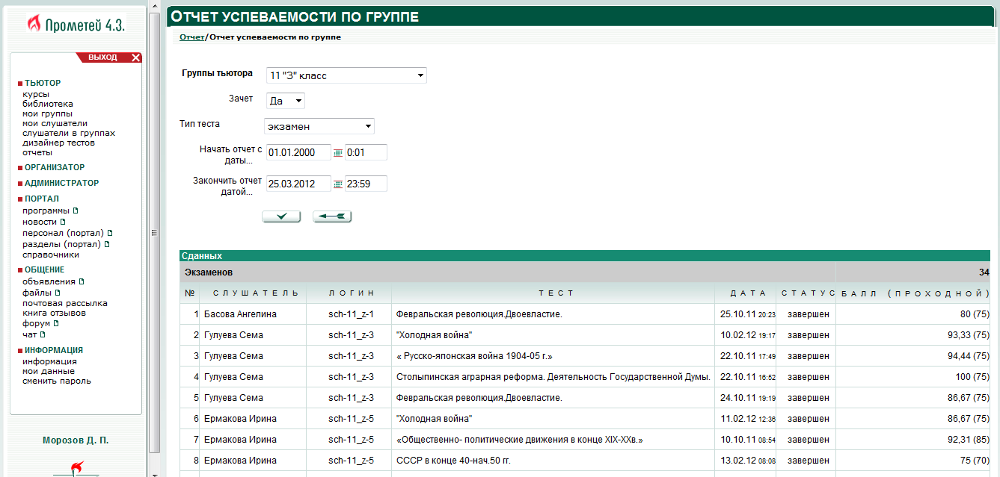 Прометей 4.3.
ВЫХОД
ТЬЮТОР
курсы
библиотека
мои группы
мои слушатели
слушатели в группах
дизайнер тестов
отчеты
ОРГАНИЗАТОР
АДМИНИСТРАТОР
ПОРТАЛ
программы
новости
персонал (портал)
разделы (портал)
справочники
ОБЩЕНИЕ
объявления
файлы
почтовая рассылка
книга отзывов
форум
чат
ИНФОРМАЦИЯ
информация
мои данные
сменить пароль
Морозов Д. П.
ОТЧЕТ УСПЕВАЕМОСТИ ПО ГРУППЕ
Отчет/Отчет успеваемости по группе
Группы тьютора 11 "З" класс
Зачет Да
Тип теста экзамен
Начать отчет с даты... 01.01.2000 0:01
Закончить отчет датой... 25.03.2012 23:59
Сданных
Экзаменов 34
№ СЛУШАТЕЛЬ ЛОГИН ТЕСТ ДАТА СТАТУС БАЛЛ (ПРОХОДНОЙ)
1 Басова Ангелина sch-11_z-1 Февральская революция.Двоевластие. 25.10.11 20:23 завершен 80 (75)
2 Гулуева Сема sch-11_z-3 "Холодная война" 10.02.12 19:17 завершен 93,33 (75)
3 Гулуева Сема sch-11_z-3 « Русско-японская война 1904-05 г.» 22.10.11 17:49 завершен 94,44 (75)
4 Гулуева Сема sch-11_z-3 Столыпинская аграрная реформа. Деятельность Государственной Думы. 22.10.11 16:52 завершен 100 (75)
5 Гулуева Сема sch-11_z-3 Февральская революция.Двоевластие. 24.10.11 19:19 завершен 86,67 (75)
6 Ермакова Ирина sch-11_z-5 "Холодная война" 11.02.12 12:36 завершен 86,67 (75)
7 Ермакова Ирина sch-11_z-5 «Общественно- политические движения в конце XIX-XXв.» 10.10.11 08:54 завершен 92,31 (85)
8 Ермакова Ирина sch-11_z-5 СССР в конце 40-нач.50 гг. 13.02.12 08:08 завершен 75 (70)